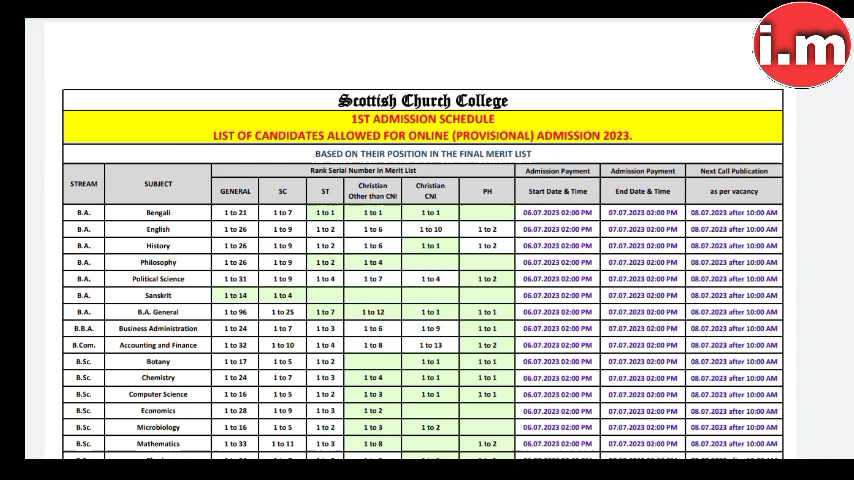 i.m
Scottish Church College
1ST ADMISSION SCHEDULE
LIST OF CANDIDATES ALLOWED FOR ONLINE (PROVISIONAL) ADMISSION 2023.
BASED ON THEIR POSITION IN THE FINAL MERIT LIST
STREAM SUBJECT Rank Serial Number in Merit List Admission Payment Admission Payment Next Call Publication
GENERAL SC ST Christian Other than CNI Christian CNI PH Start Date & Time End Date & Time as per vacancy
B.A. Bengali 1 to 21 1 to 7 1 to 1 1 to 1 1 to 1 06.07.2023 02:00 PM 07.07.2023 02:00 PM 08.07.2023 after 10:00 AM
B.A. English 1 to 26 1 to 9 1 to 2 1 to 6 1 to 10 1 to 2 06.07.2023 02:00 PM 07.07.2023 02:00 PM 08.07.2023 after 10:00 AM
B.A. History 1 to 26 1 to 9 1 to 2 1 to 6 1 to 1 1 to 2 06.07.2023 02:00 PM 07.07.2023 02:00 PM 08.07.2023 after 10:00 AM
B.A. Philosophy 1 to 26 1 to 9 1 to 2 1 to 4 06.07.2023 02:00 PM 07.07.2023 02:00 PM 08.07.2023 after 10:00 AM
B.A. Political Science 1 to 31 1 to 9 1 to 4 1 to 7 1 to 4 1 to 2 06.07.2023 02:00 PM 07.07.2023 02:00 PM 08.07.2023 after 10:00 AM
B.A. Sanskrit 1 to 14 1 to 4 06.07.2023 02:00 PM 07.07.2023 02:00 PM 08.07.2023 after 10:00 AM
B.A. B.A. General 1 to 96 1 to 25 1 to 7 1 to 12 1 to 1 1 to 1 06.07.2023 02:00 PM 07.07.2023 02:00 PM 08.07.2023 after 10:00 AM
B.B.A. Business Administration 1 to 24 1 to 7 1 to 3 1 to 6 1 to 9 1 to 1 06.07.2023 02:00 PM 07.07.2023 02:00 PM 08.07.2023 after 10:00 AM
B.Com. Accounting and Finance 1 to 32 1 to 10 1 to 4 1 to 8 1 to 13 1 to 2 06.07.2023 02:00 PM 07.07.2023 02:00 PM 08.07.2023 after 10:00 AM
B.Sc. Botany 1 to 17 1 to 5 1 to 2 1 to 1 1 to 1 06.07.2023 02:00 PM 07.07.2023 02:00 PM 08.07.2023 after 10:00 AM
B.Sc. Chemistry 1 to 24 1 to 7 1 to 3 1 to 4 1 to 1 1 to 1 06.07.2023 02:00 PM 07.07.2023 02:00 PM 08.07.2023 after 10:00 AM
B.Sc. Computer Science 1 to 16 1 to 5 1 to 2 1 to 3 1 to 1 1 to 1 06.07.2023 02:00 PM 07.07.2023 02:00 PM 08.07.2023 after 10:00 AM
B.Sc. Economics 1 to 28 1 to 9 1 to 3 1 to 2 06.07.2023 02:00 PM 07.07.2023 02:00 PM 08.07.2023 after 10:00 AM
B.Sc. Microbiology 1 to 16 1 to 5 1 to 2 1 to 3 1 to 2 06.07.2023 02:00 PM 07.07.2023 02:00 PM 08.07.2023 after 10:00 AM
B.Sc. Mathematics 1 to 33 1 to 11 1 to 3 1 to 8 1 to 2 06.07.2023 02:00 PM 07.07.2023 02:00 PM 08.07.2023 after 10:00 AM